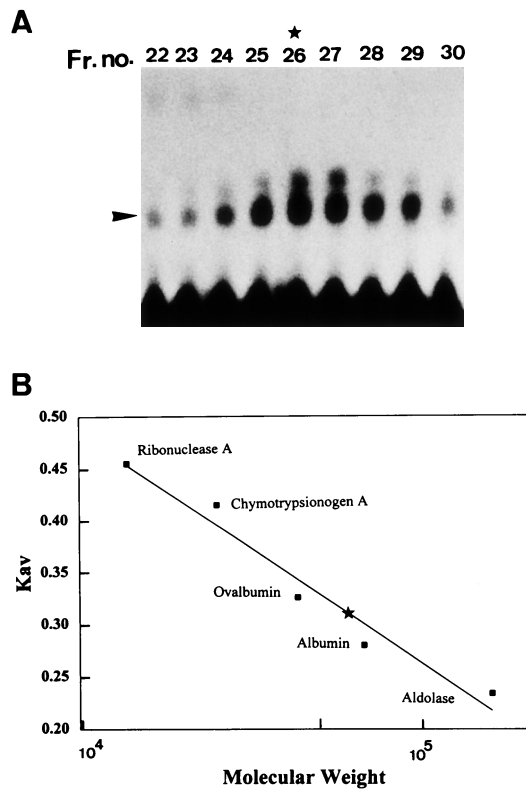 A
★
Fr. no. 22 23 24 25 26 27 28 29 30
B
0.50
Ribonuclease A
0.45
Chymotrypsionogen A
0.40
0.35
Kav
Ovalbumin
0.30
Albumin
0.25
Aldolase
0.20
10^4
10^5
Molecular Weight